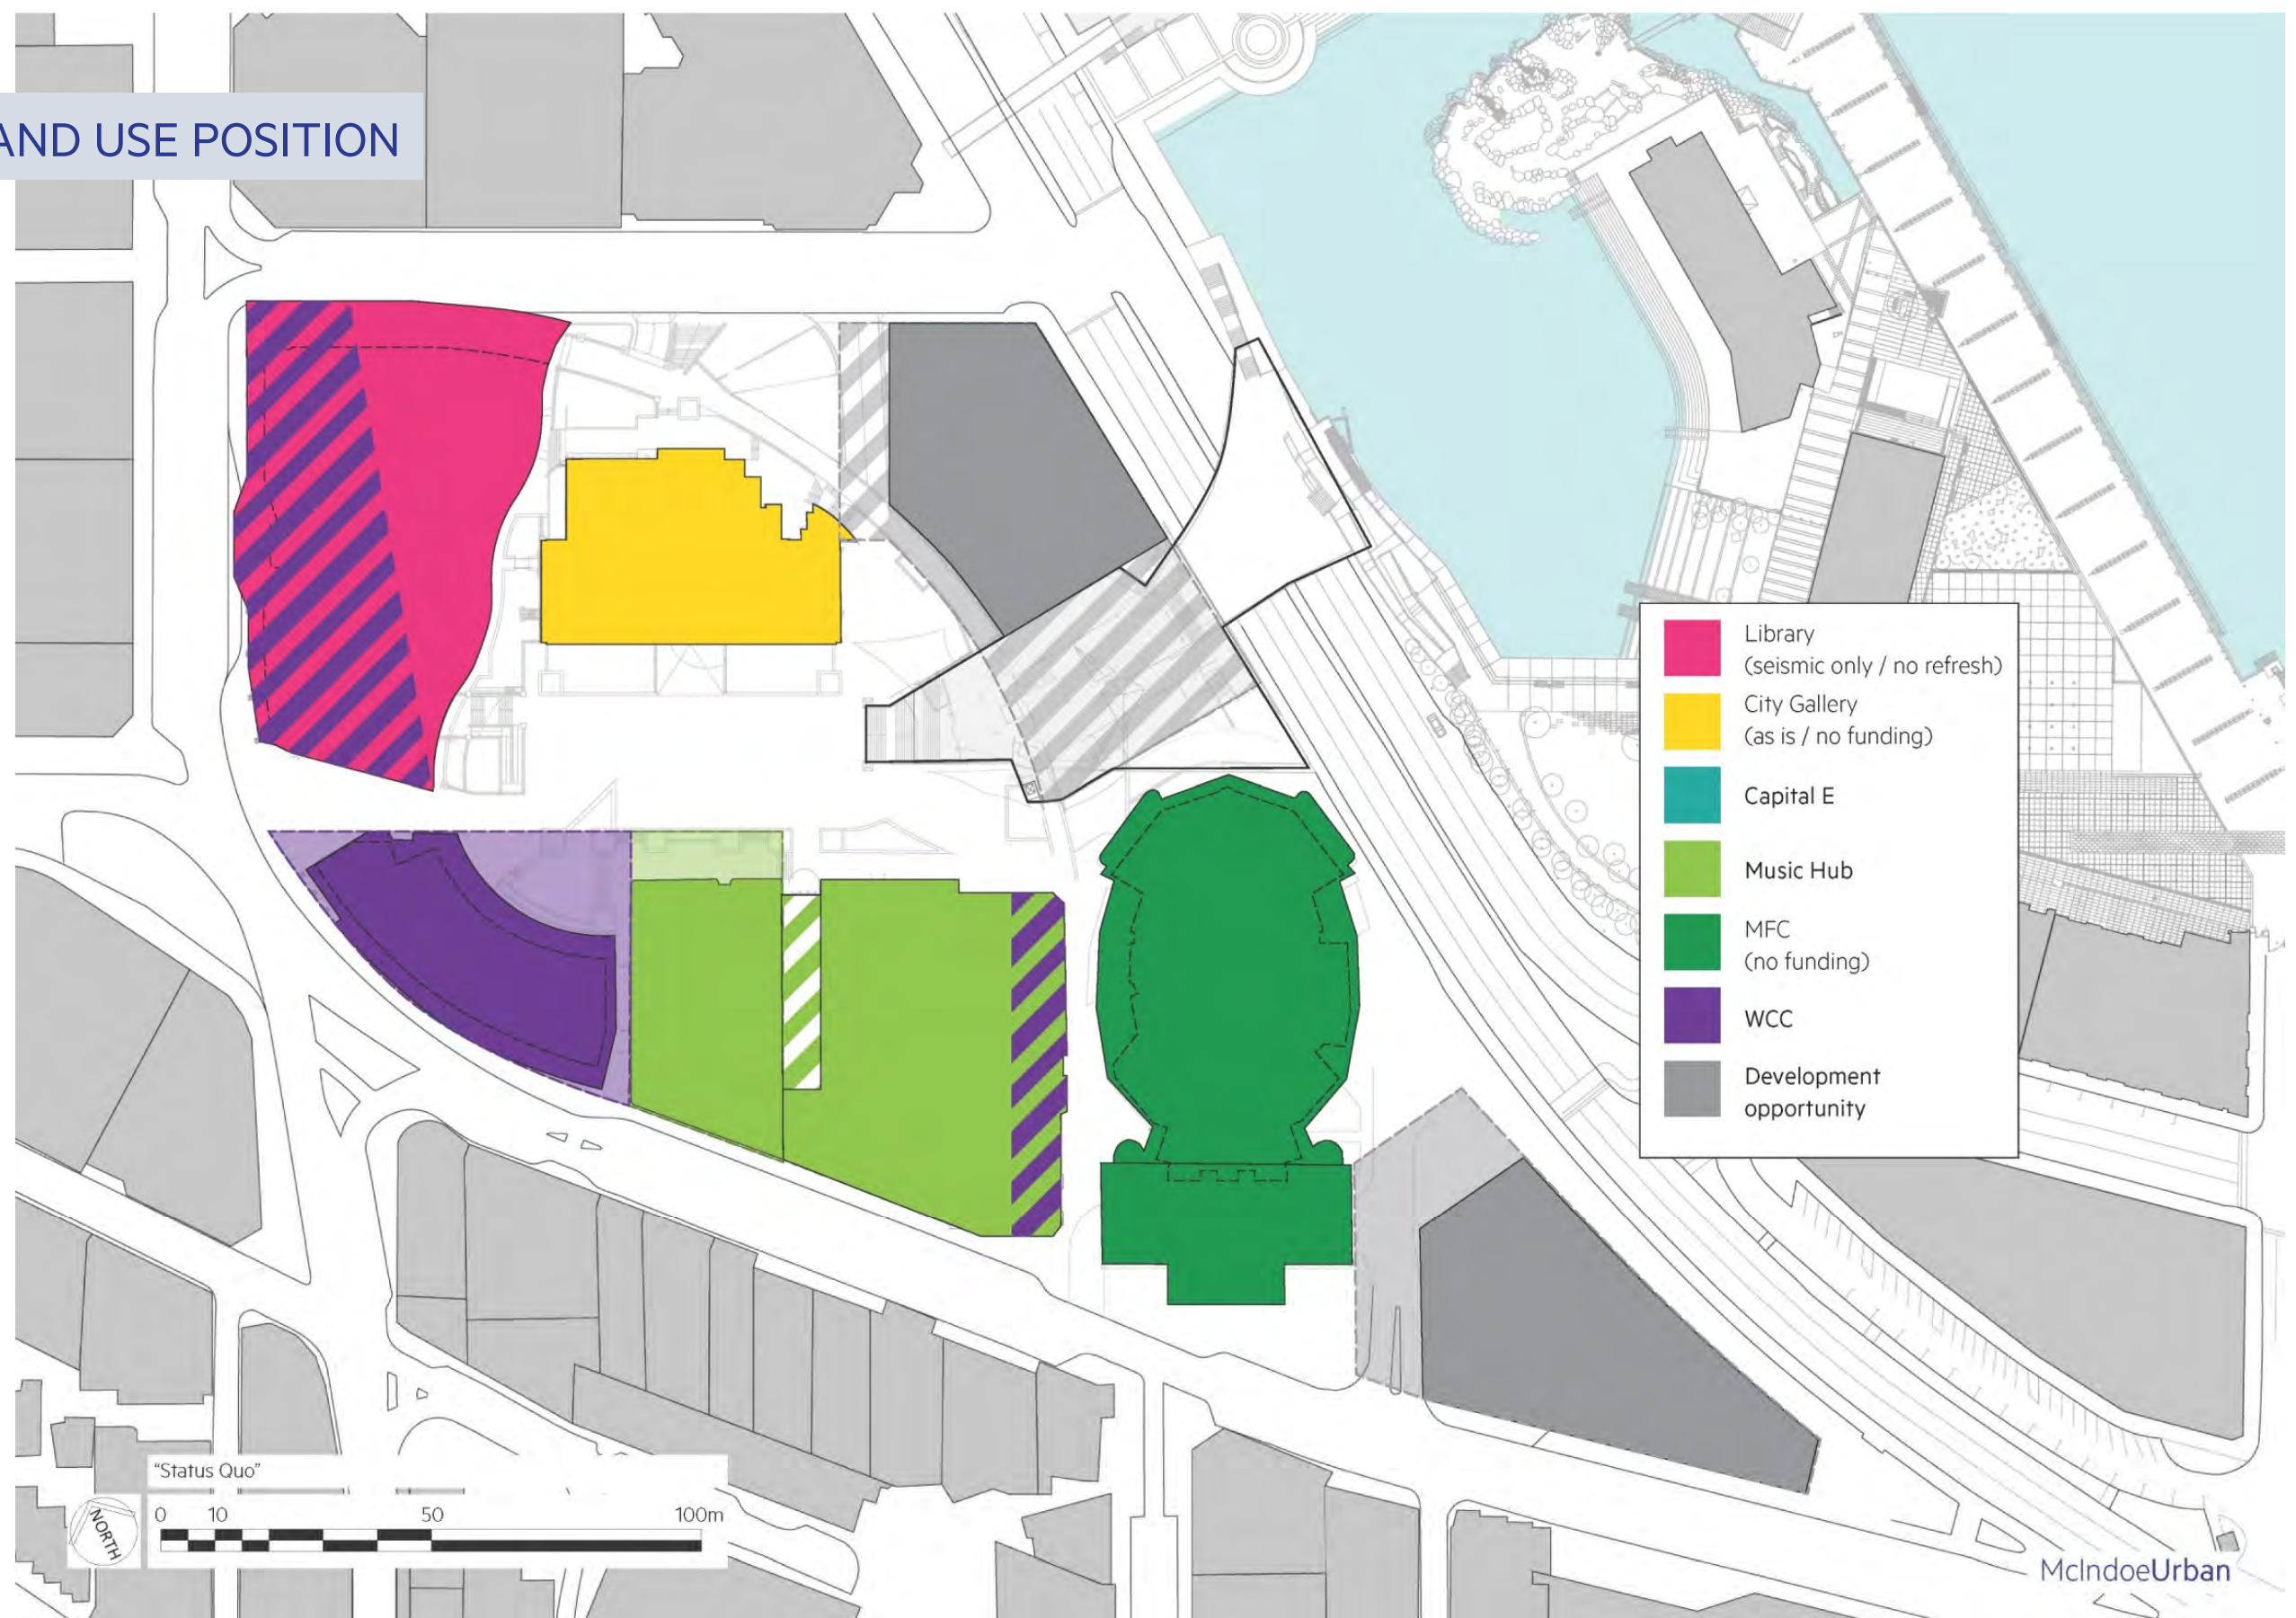 AND USE POSITION
Library
(seismic only / no refresh)
City Gallery
(as is / no funding)
Capital E
Music Hub
MFC
(no funding)
WCC
Development
opportunity
"Status Quo"
0 10 50 100m
NORTH
McIndoeUrban